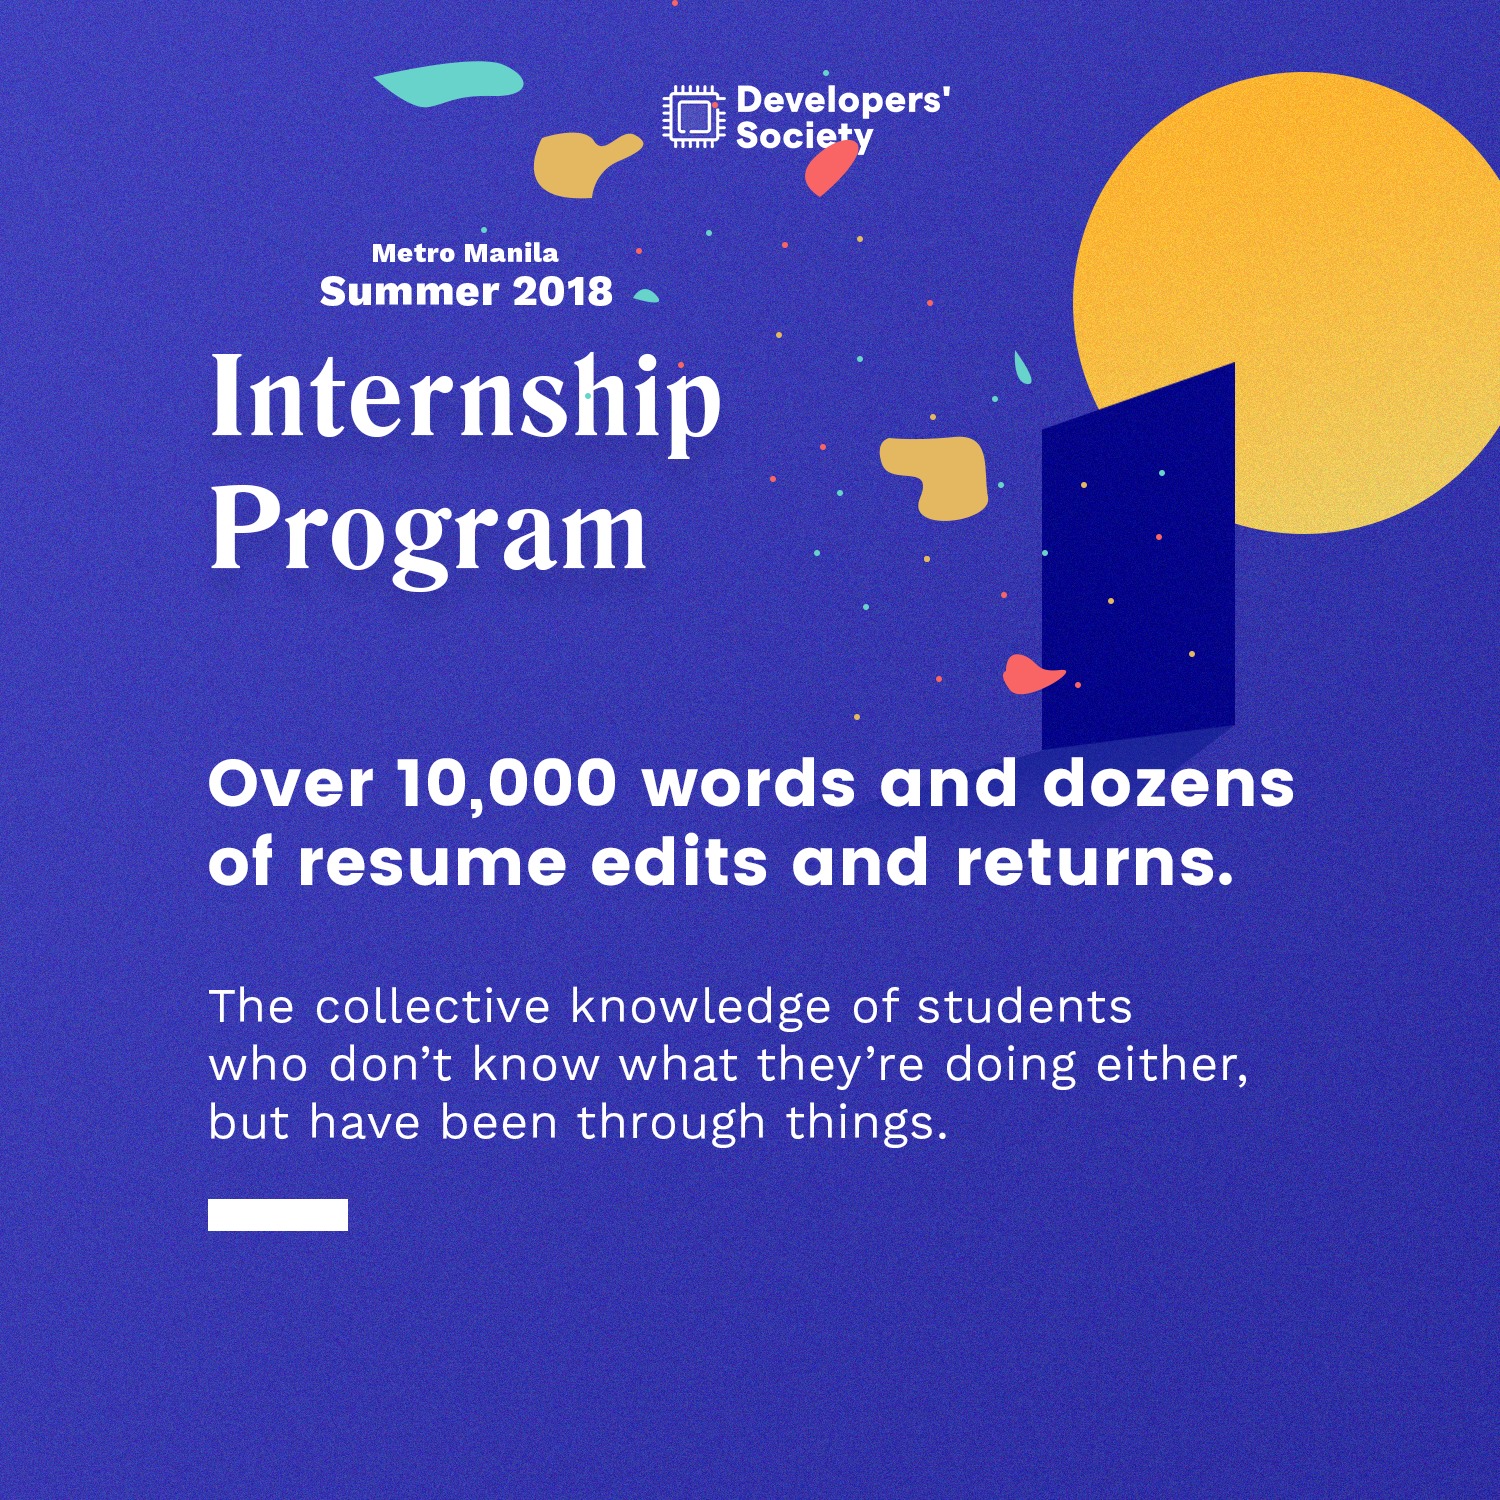 Developers'
Society
Metro Manila
Summer 2018
Internship
Program
Over 10,000 words and dozens
of resume edits and returns.
The collective knowledge of students
who don’t know what they’re doing either,
but have been through things.